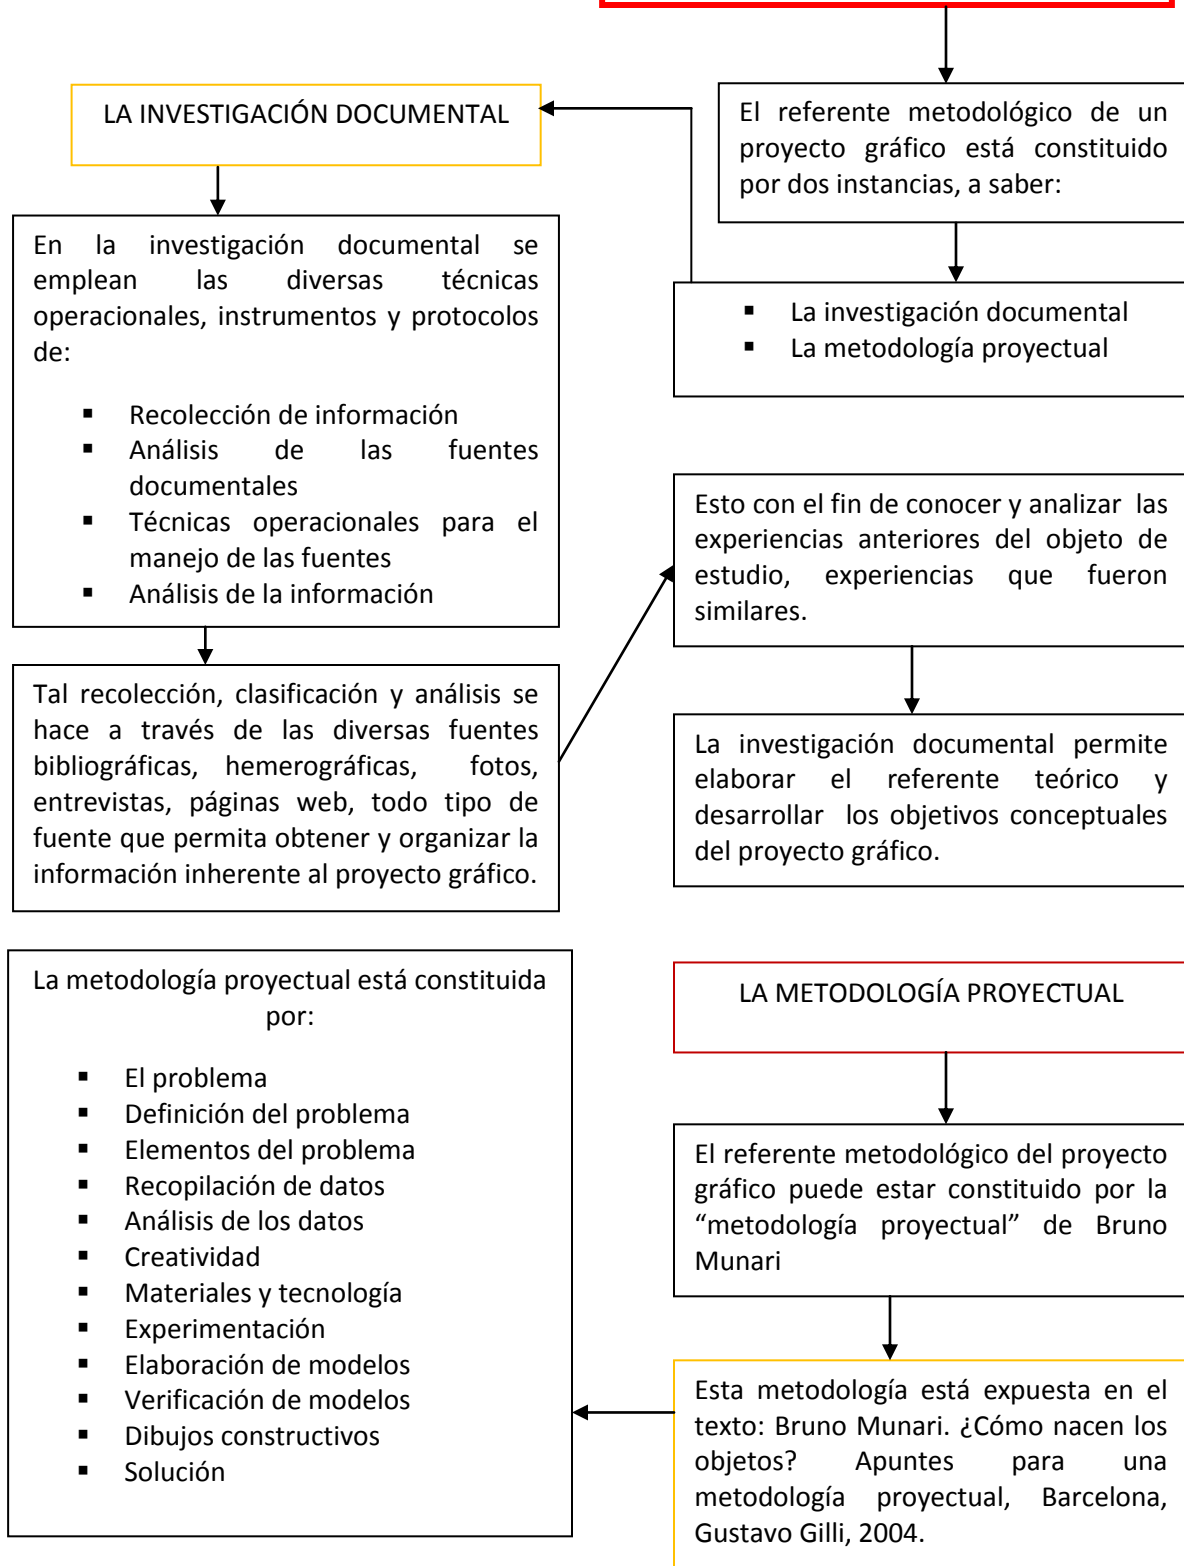 El referente metodológico de un
proyecto gráfico está constituido
por dos instancias, a saber:
▪ La investigación documental
▪ La metodología proyectual
LA INVESTIGACIÓN DOCUMENTAL
En la investigación documental se
emplean las diversas técnicas
operacionales, instrumentos y protocolos
de:
▪ Recolección de información
▪ Análisis de las fuentes
documentales
▪ Técnicas operacionales para el
manejo de las fuentes
▪ Análisis de la información
Tal recolección, clasificación y análisis se
hace a través de las diversas fuentes
bibliográficas, hemerográficas, fotos,
entrevistas, páginas web, todo tipo de
fuente que permita obtener y organizar la
información inherente al proyecto gráfico.
Esto con el fin de conocer y analizar las
experiencias anteriores del objeto de
estudio, experiencias que fueron
similares.
La investigación documental permite
elaborar el referente teórico y
desarrollar los objetivos conceptuales
del proyecto gráfico.
LA METODOLOGÍA PROYECTUAL
El referente metodológico del proyecto
gráfico puede estar constituido por la
“metodología proyectual” de Bruno
Munari
Esta metodología está expuesta en el
texto: Bruno Munari. ¿Cómo nacen los
objetos? Apuntes para una
metodología proyectual, Barcelona,
Gustavo Gilli, 2004.
La metodología proyectual está constituida
por:
▪ El problema
▪ Definición del problema
▪ Elementos del problema
▪ Recopilación de datos
▪ Análisis de los datos
▪ Creatividad
▪ Materiales y tecnología
▪ Experimentación
▪ Elaboración de modelos
▪ Verificación de modelos
▪ Dibujos constructivos
▪ Solución